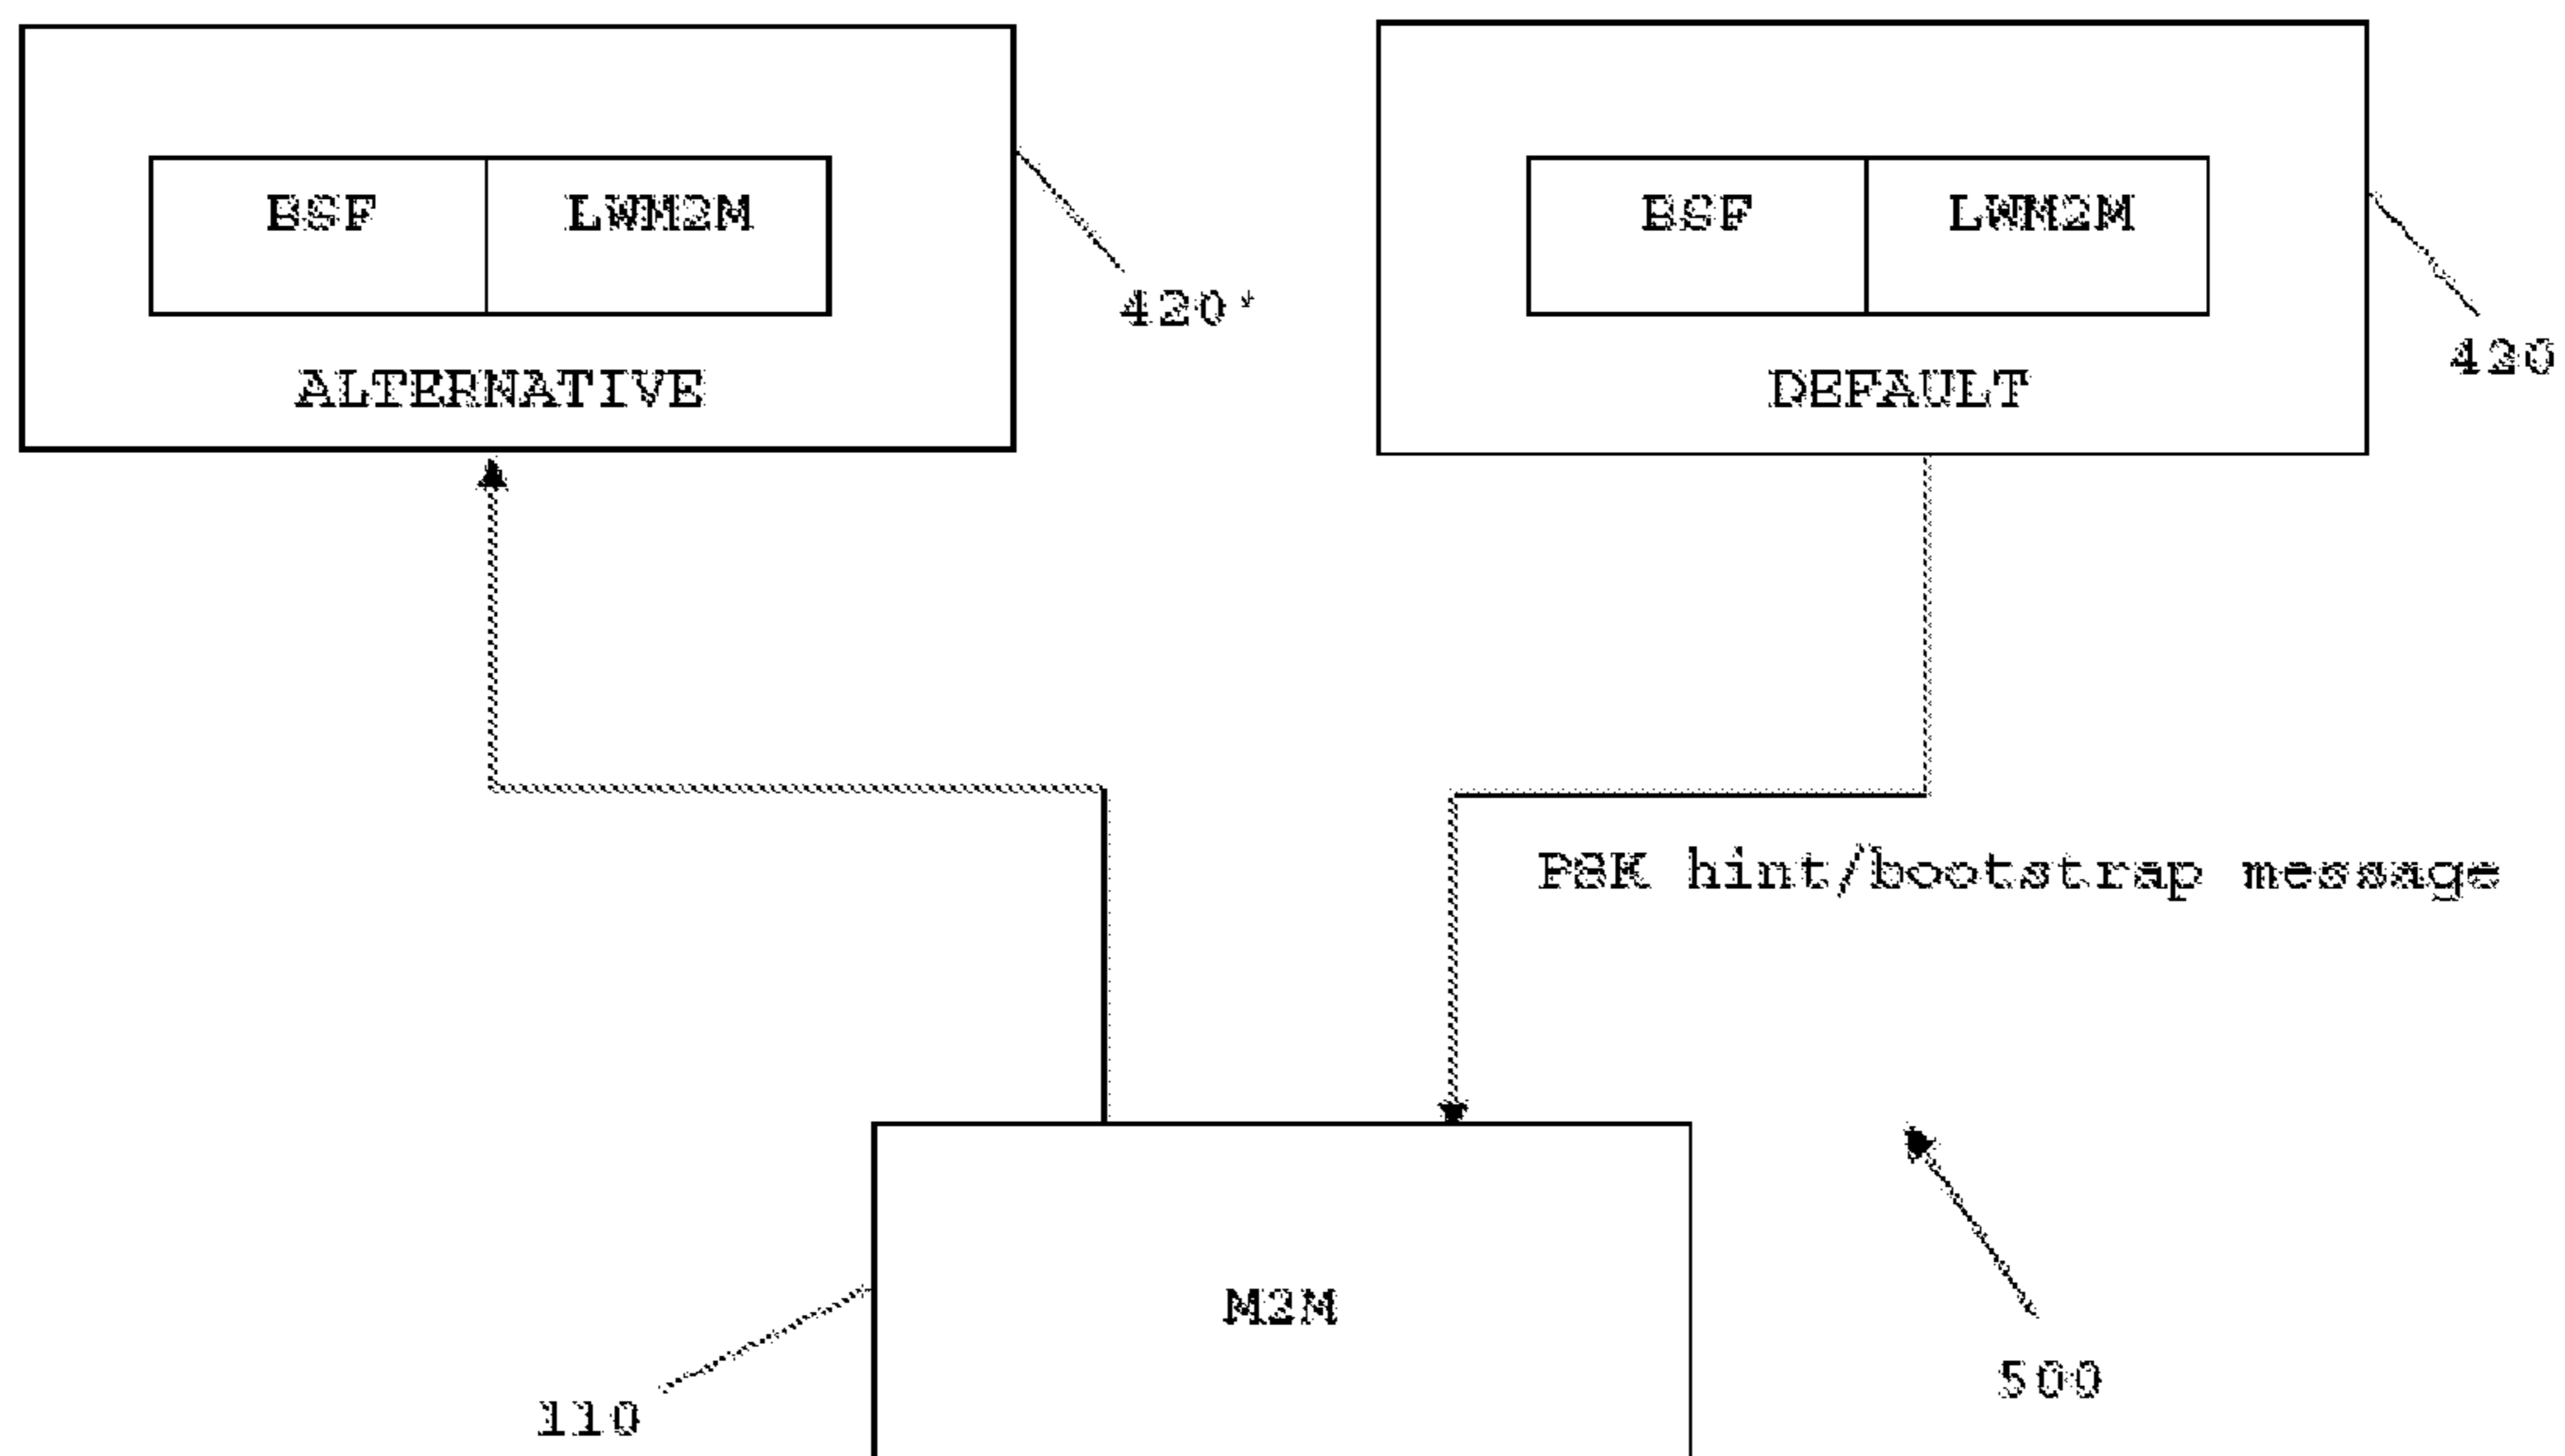 BSF LWM2M
BSF LWM2M
420'
420
ALTERNATIVE
DEFAULT
PSK hint/bootstrap message
M2M
500
110